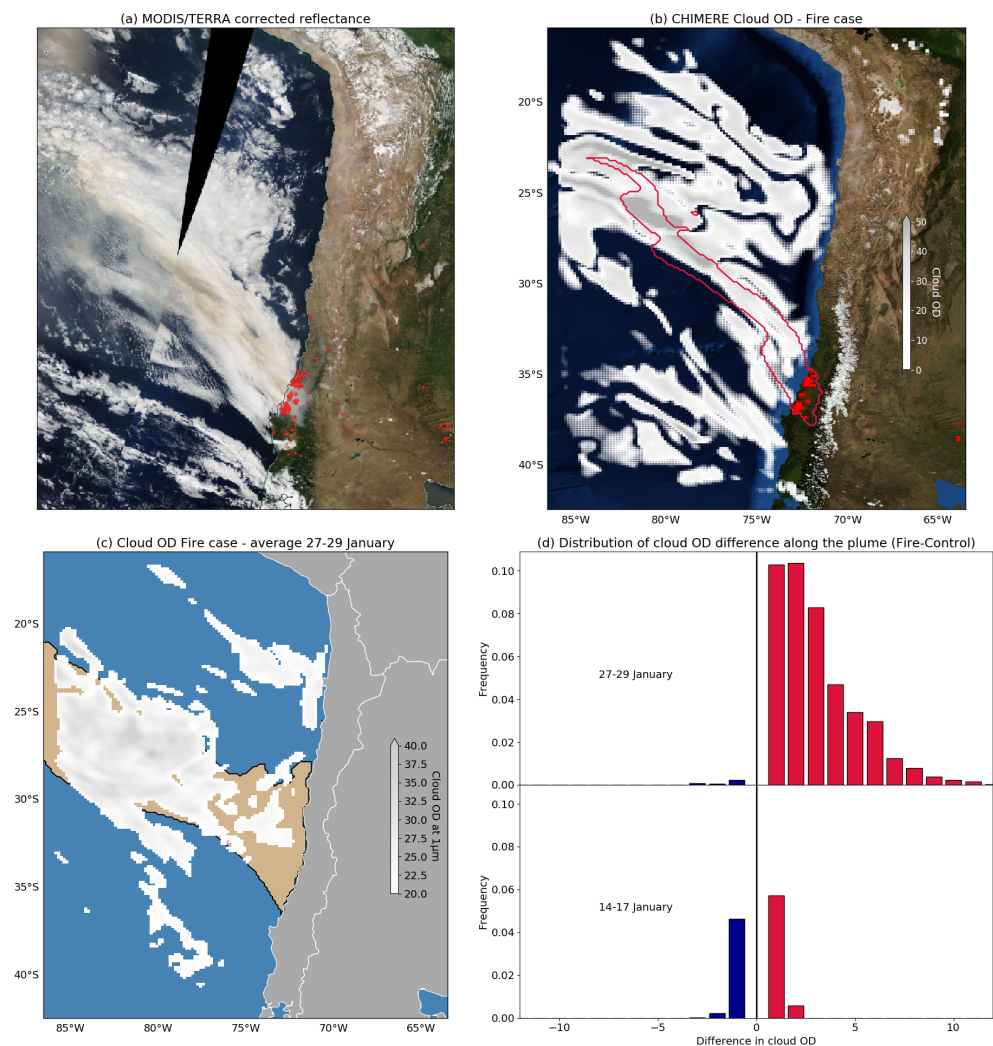 (a) MODIS/TERRA corrected reflectance
(b) CHIMERE Cloud OD - Fire case
20°S
25°S
30°S
35°S
40°S
50
40
30
20
10
0
Cloud OD
85°W 80°W 75°W 70°W 65°W
(c) Cloud OD Fire case - average 27-29 January
20°S
25°S
30°S
35°S
40°S
40.0
37.5
35.0
32.5
30.0
27.5
25.0
22.5
20.0
Cloud OD at 1μm
85°W 80°W 75°W 70°W 65°W
(d) Distribution of cloud OD difference along the plume (Fire-Control)
0.10
0.08
0.06
0.04
0.02
0.00
Frequency
27-29 January
0.10
0.08
0.06
0.04
0.02
0.00
Frequency
14-17 January
−10 −5 0 5 10
Difference in cloud OD